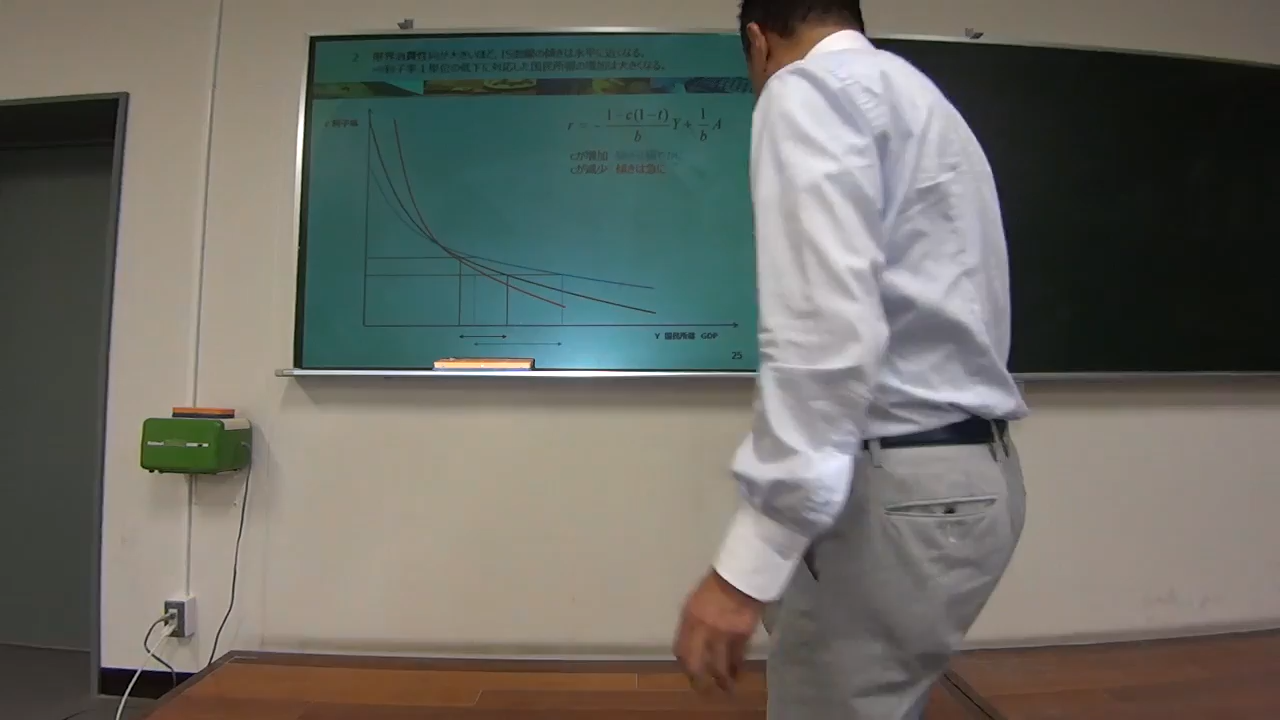 2 限界消費性向が大きいほど、IS曲線の傾きは水平に近くなる。
⇒利子率1単位の低下に対応した国民所得の増加は大きくなる。
r 利子率
r = - \frac{1-c(1-t)}{b} Y + \frac{1}{b} A
cが増加
cが減少 傾きは急に
Y 国民所得 GDP
25